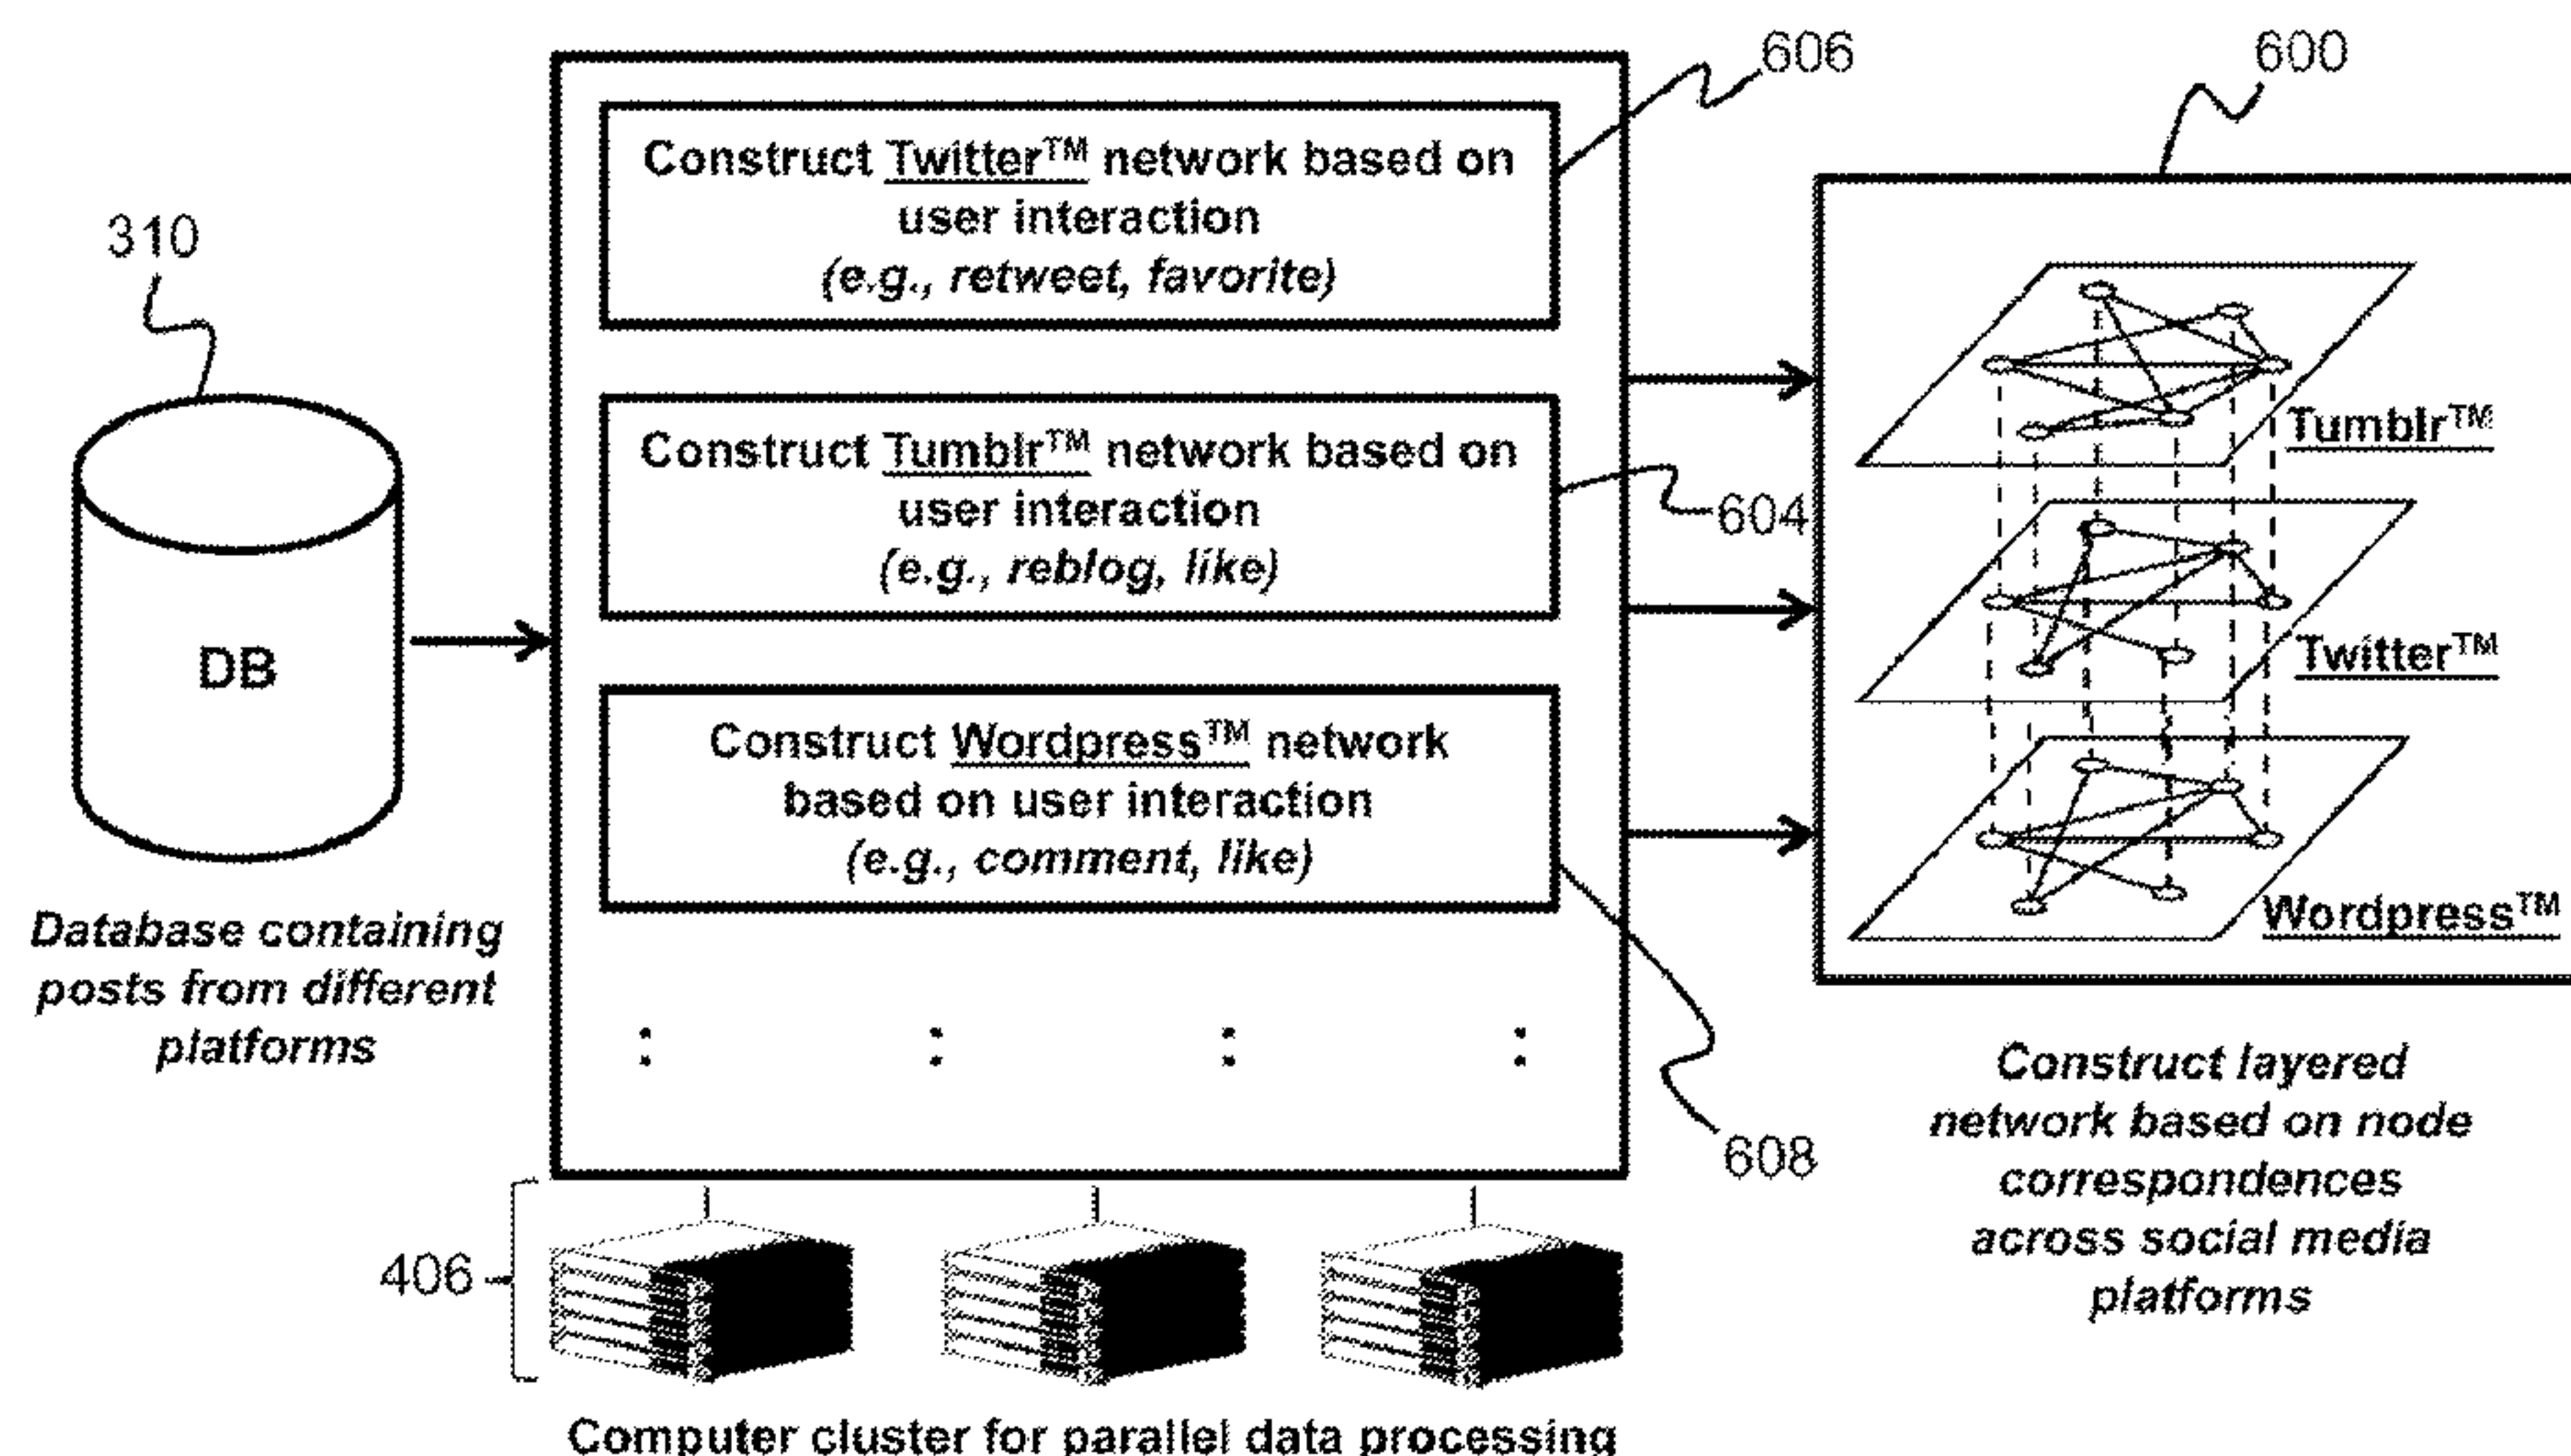 606
600
310
Construct Twitter™ network based on
user interaction
(e.g., retweet, favorite)
Construct Tumblr™ network based on
user interaction
(e.g., reblog, like)
604
Construct Wordpress™ network
based on user interaction
(e.g., comment, like)
608
DB
Database containing
posts from different
platforms
Tumblr™
Twitter™
Wordpress™
Construct layered
network based on node
correspondences
across social media
platforms
406
Computer cluster for parallel data processing